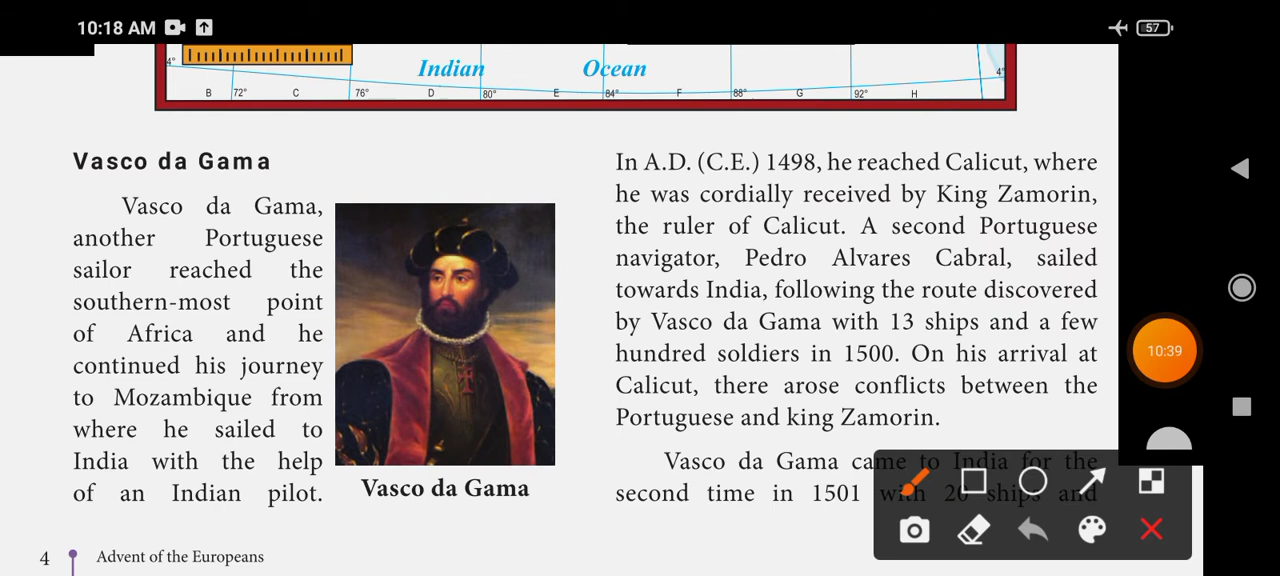 10:18 AM
57
4°
Indian Ocean
4°
B 72° C 76° D 80° E 84° F 88° G 92° H
Vasco da Gama
Vasco da Gama,
another Portuguese
sailor reached the
southern-most point
of Africa and he
continued his journey
to Mozambique from
where he sailed to
India with the help
of an Indian pilot.
Vasco da Gama
In A.D. (C.E.) 1498, he reached Calicut, where
he was cordially received by King Zamorin,
the ruler of Calicut. A second Portuguese
navigator, Pedro Alvares Cabral, sailed
towards India, following the route discovered
by Vasco da Gama with 13 ships and a few
hundred soldiers in 1500. On his arrival at
Calicut, there arose conflicts between the
Portuguese and king Zamorin.
Vasco da Gama came to India for the
second time in 1501 with 20 ships and
10:39
4 Advent of the Europeans